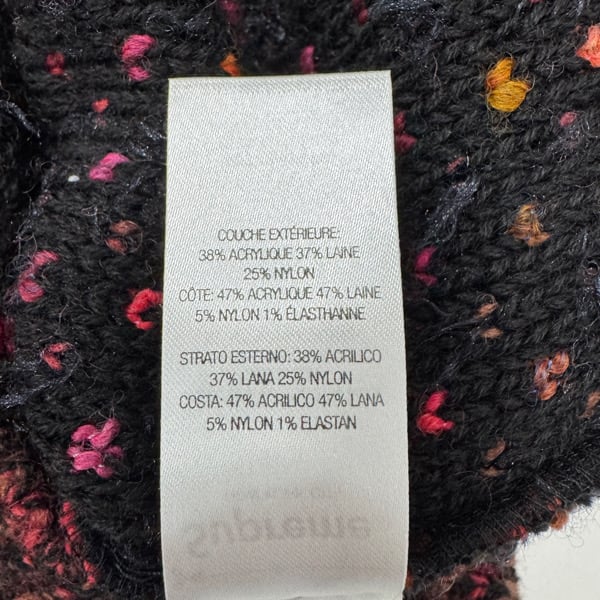 COUCHE EXTÉRIEURE:
38% ACRYLIQUE 37% LAINE
25% NYLON
CÔTE: 47% ACRYLIQUE 47% LAINE
5% NYLON 1% ÉLASTHANNE
STRATO ESTERNO: 38% ACRILICO
37% LANA 25% NYLON
COSTA: 47% ACRILICO 47% LANA
5% NYLON 1% ELASTAN
Supreme